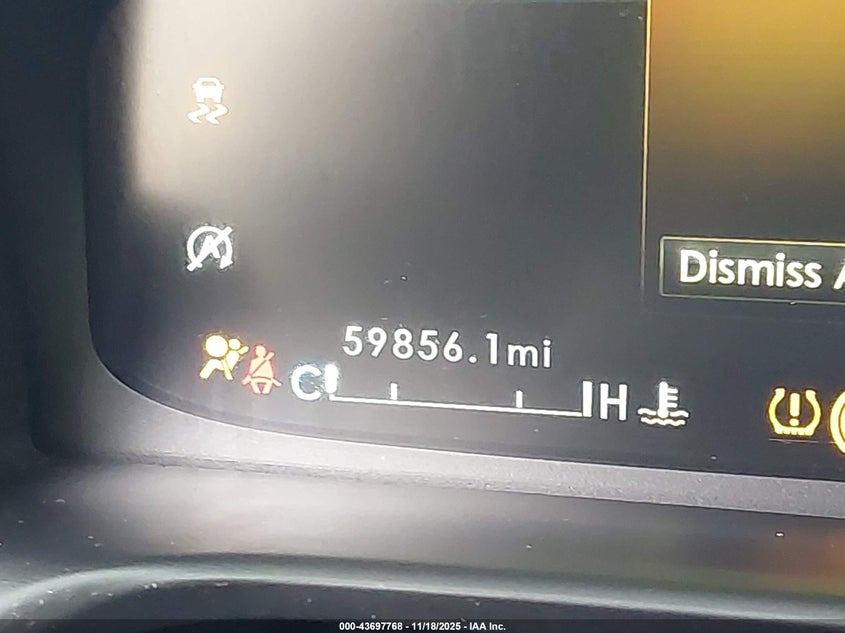 Dismiss
59856.1mi
C H
000-43697768 - 11/18/2025 - IAA Inc.